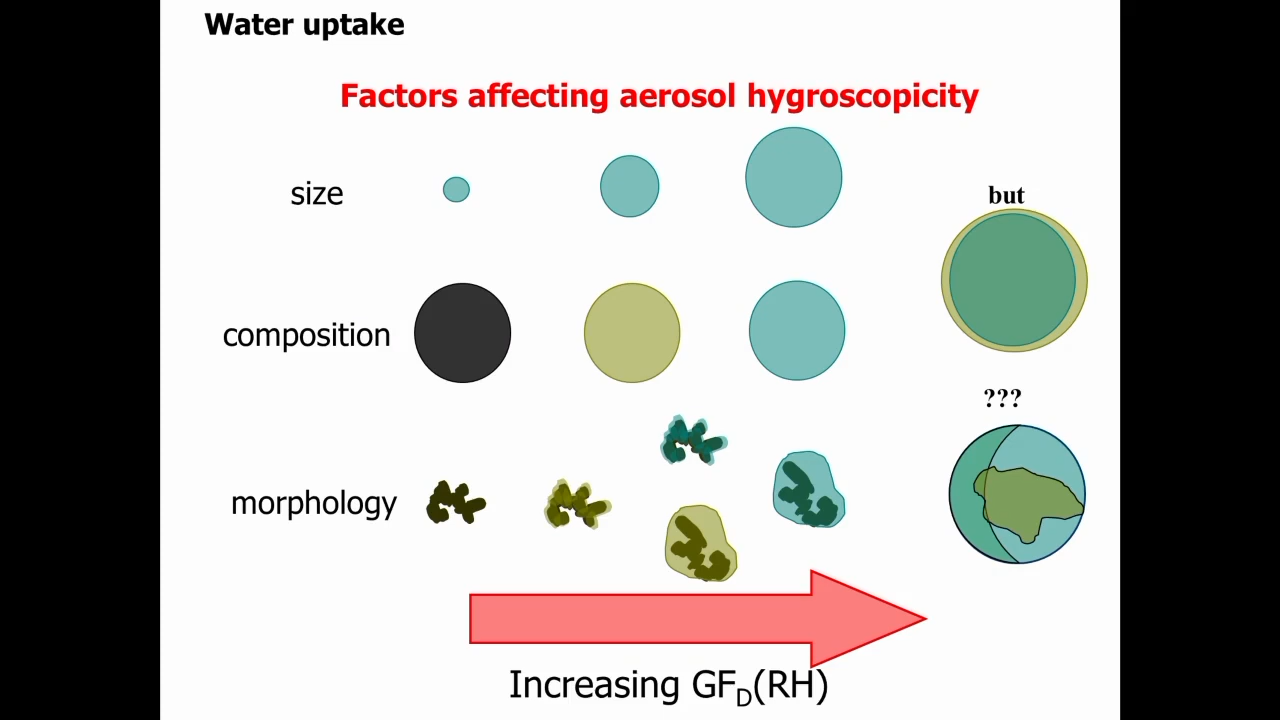 Water uptake
Factors affecting aerosol hygroscopicity
size
but
composition
???
morphology
Increasing GF_D(RH)